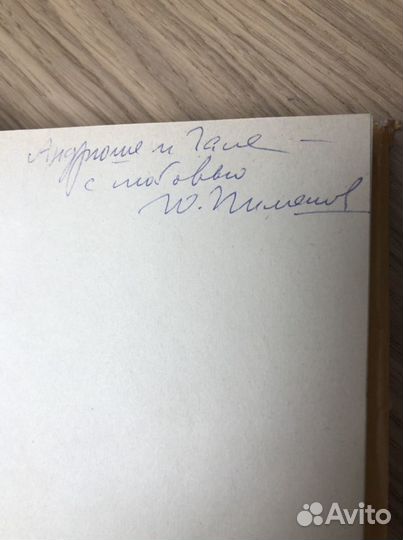 Андрюше и Гале –
с любовью
Ю. Пименов
Avito